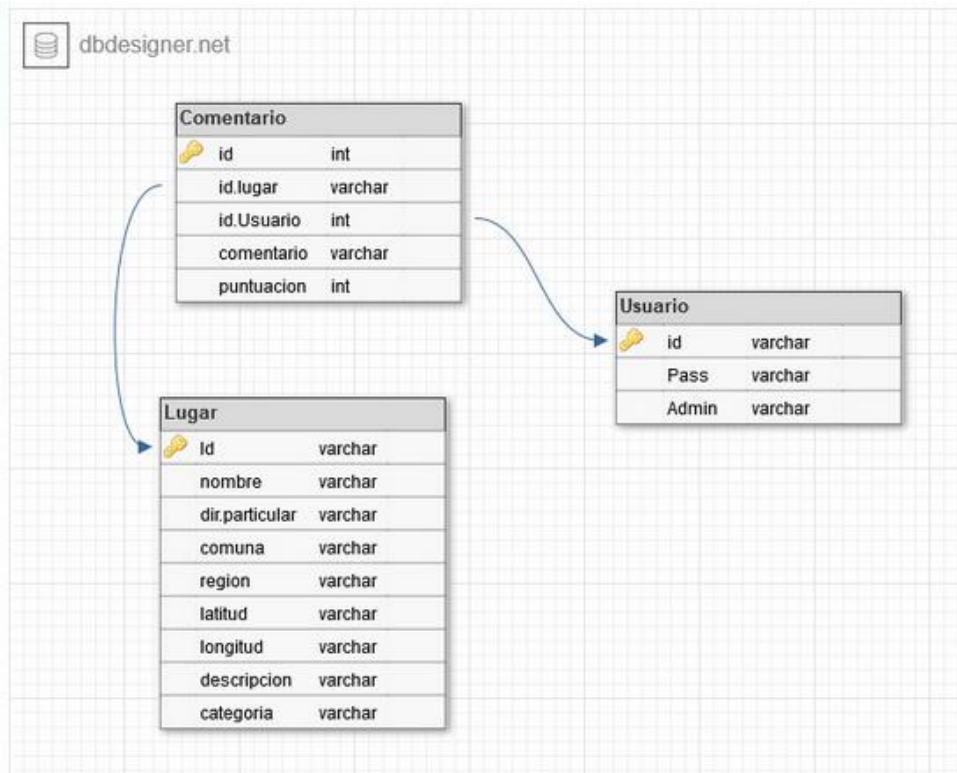 dbdesigner.net
Comentario
id int
id.lugar varchar
id.Usuario int
comentario varchar
puntuacion int
Usuario
id varchar
Pass varchar
Admin varchar
Lugar
Id varchar
nombre varchar
dir.particular varchar
comuna varchar
region varchar
latitud varchar
longitud varchar
descripcion varchar
categoria varchar